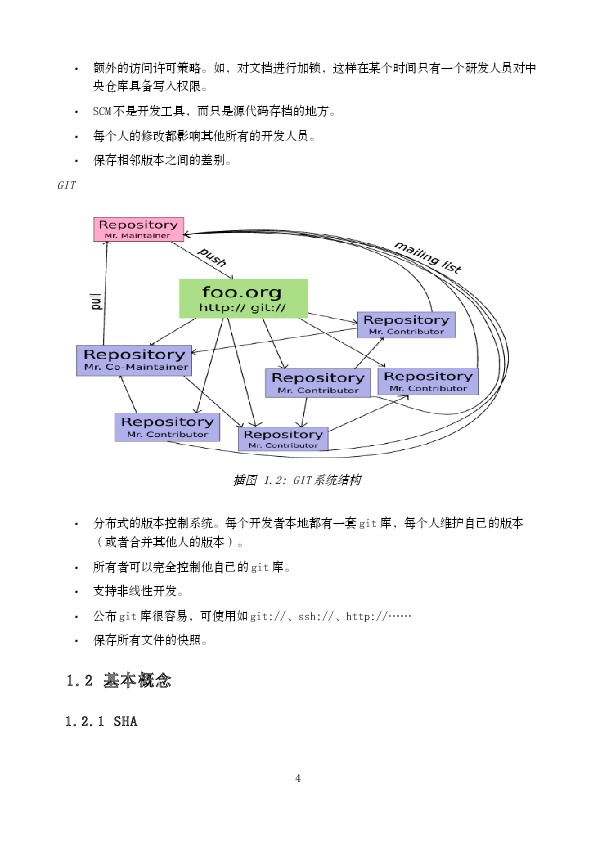 • 额外的访问许可策略。如，对文档进行加锁，这样在某个时间只有一个研发人员对中
央仓库具备写入权限。
• SCM不是开发工具，而只是源代码存档的地方。
• 每个人的修改都影响其他所有的开发人员。
• 保存相邻版本之间的差别。
GIT
Repository
Mr. Maintainer
push
mailing list
pull
foo.org
http:// git://
Repository
Mr. Contributor
Repository
Mr. Co-Maintainer
Repository
Mr. Contributor
Repository
Mr. Contributor
Repository
Mr. Contributor
Repository
Mr. Contributor
插图 1.2: GIT系统结构
• 分布式的版本控制系统。每个开发者本地都有一套git 库，每个人维护自己的版本
（或者合并其他人的版本）。
• 所有者可以完全控制他自己的git 库。
• 支持非线性开发。
• 公布git 库很容易，可使用如git://、ssh://、http://……
• 保存所有文件的快照。
1.2 基本概念
1.2.1 SHA
4